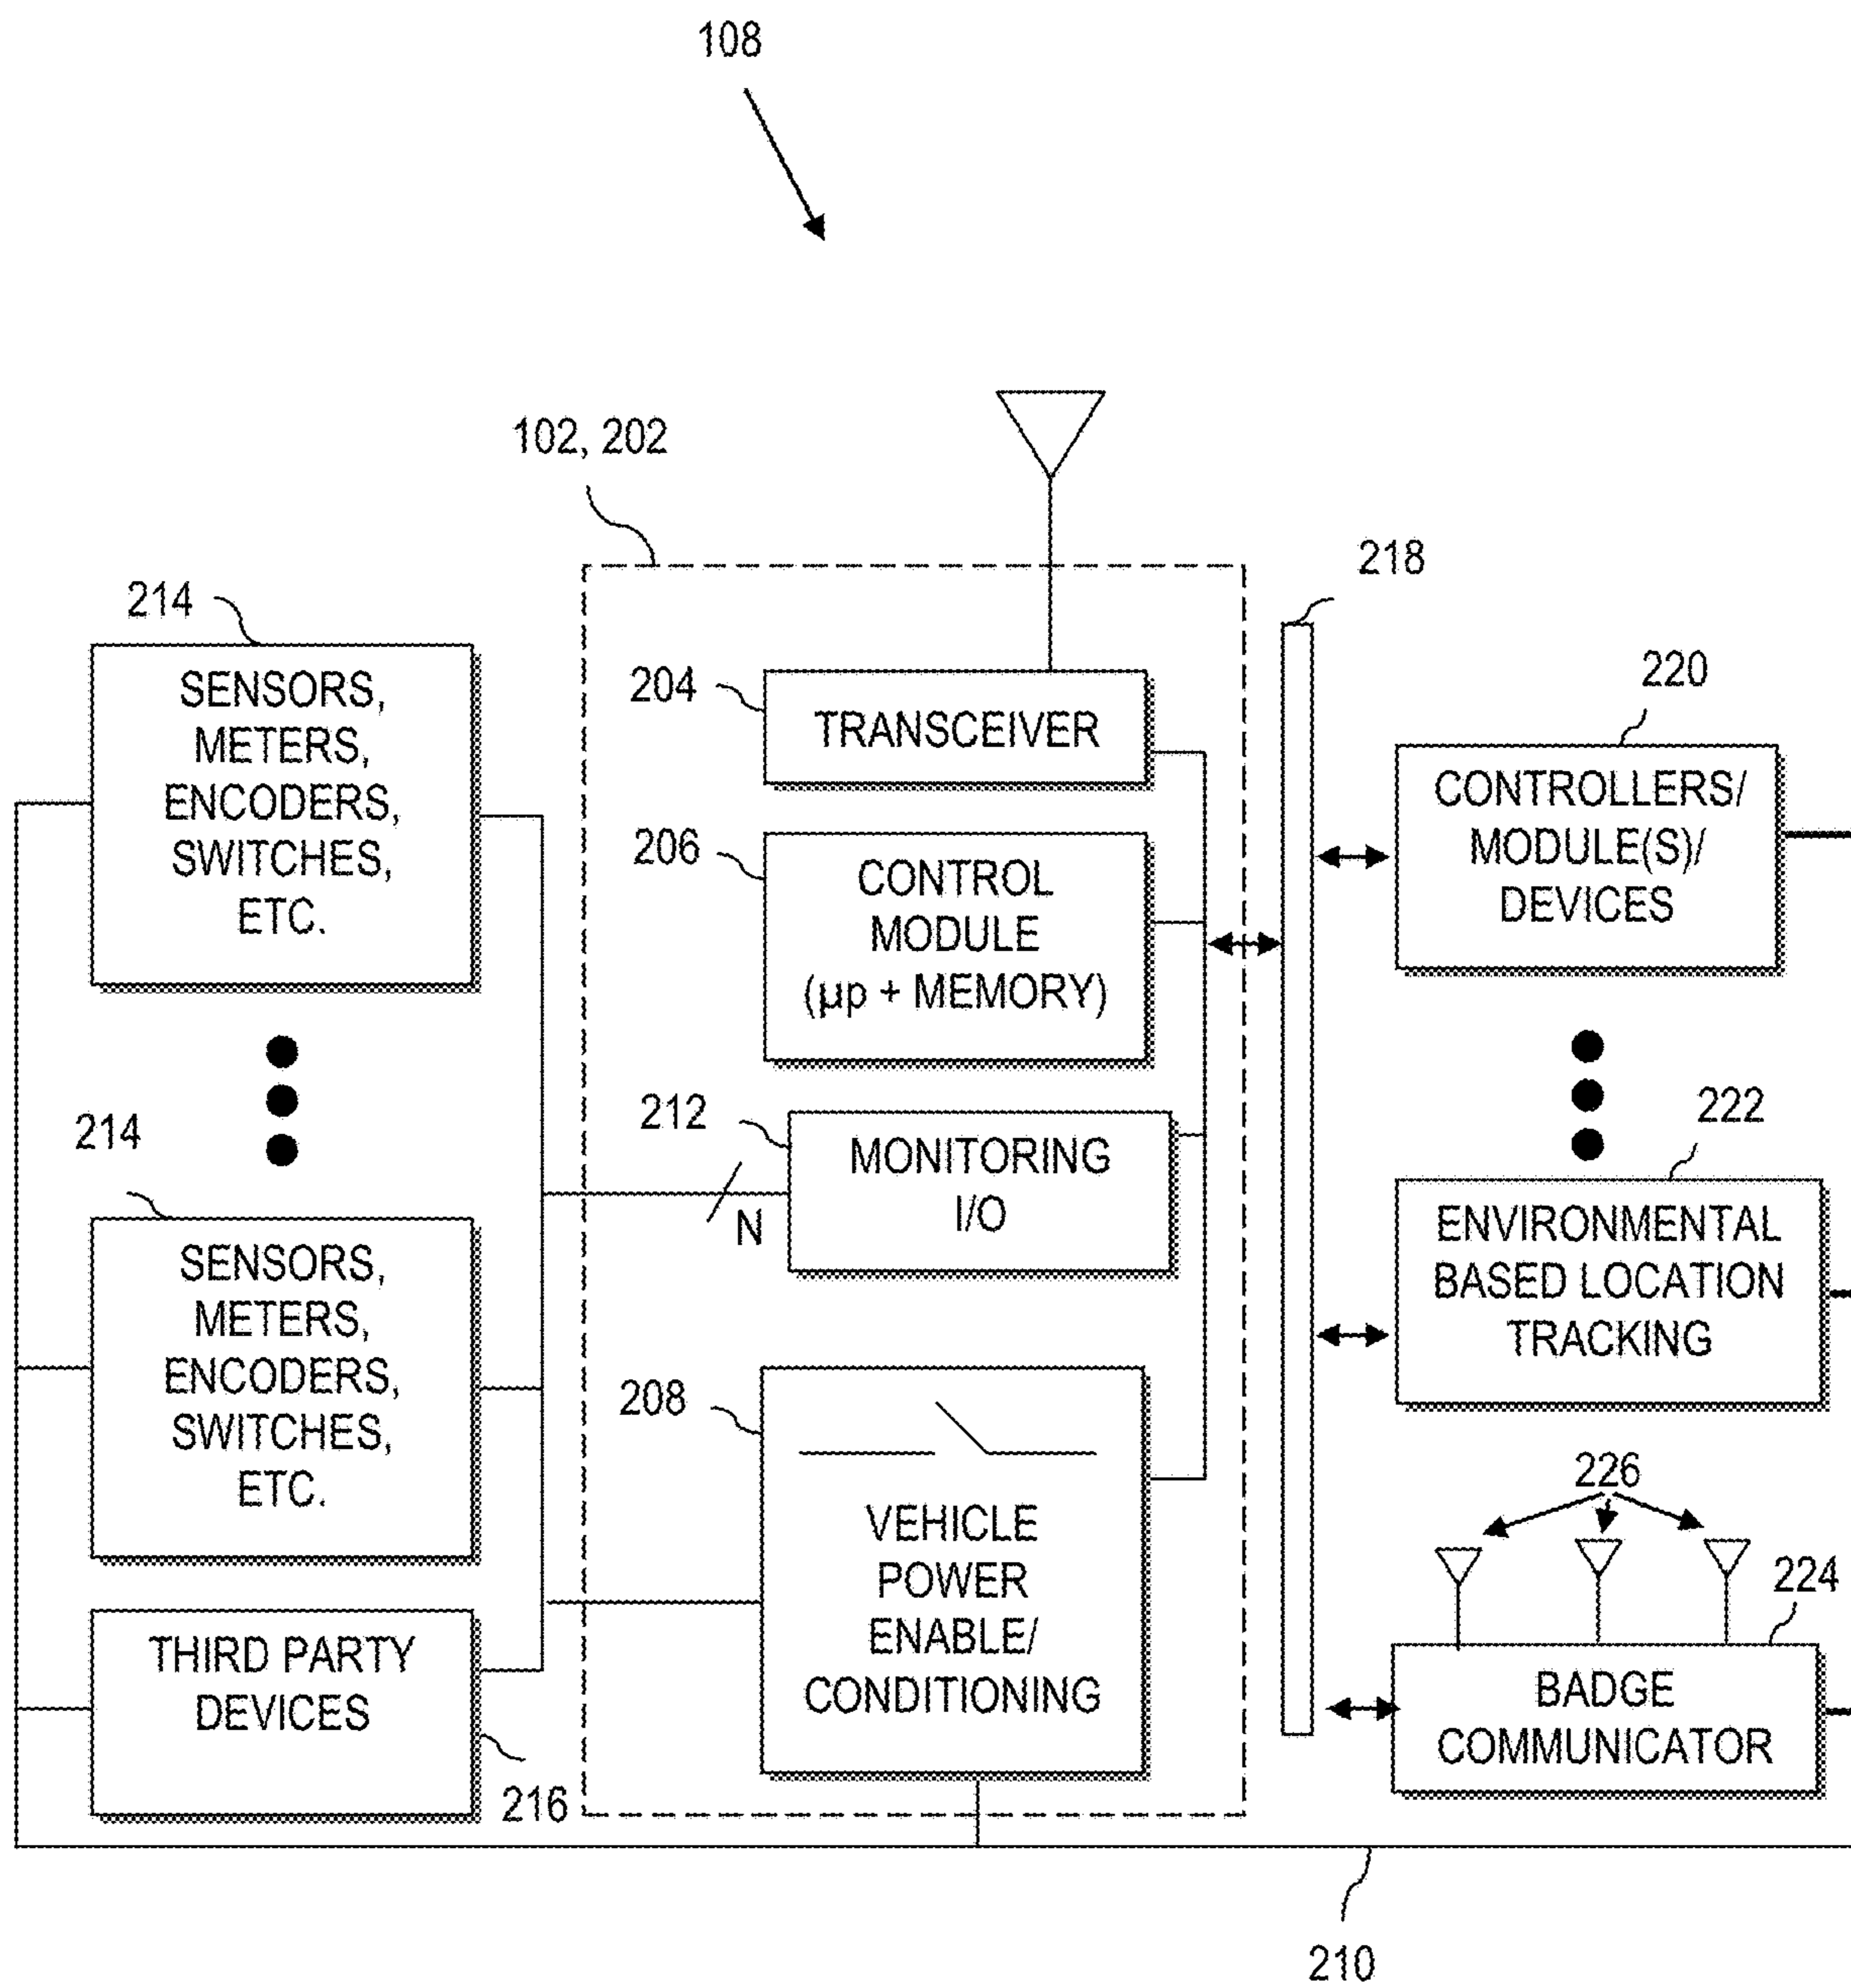 108
102, 202
218
214
SENSORS,
METERS,
ENCODERS,
SWITCHES,
ETC.
204
TRANSCEIVER
220
CONTROLLERS/
MODULE(S)/
DEVICES
206
CONTROL
MODULE
(µp + MEMORY)
214
SENSORS,
METERS,
ENCODERS,
SWITCHES,
ETC.
212
MONITORING
I/O
N
222
ENVIRONMENTAL
BASED LOCATION
TRACKING
208
VEHICLE
POWER
ENABLE/
CONDITIONING
226
224
BADGE
COMMUNICATOR
THIRD PARTY
DEVICES
216
210